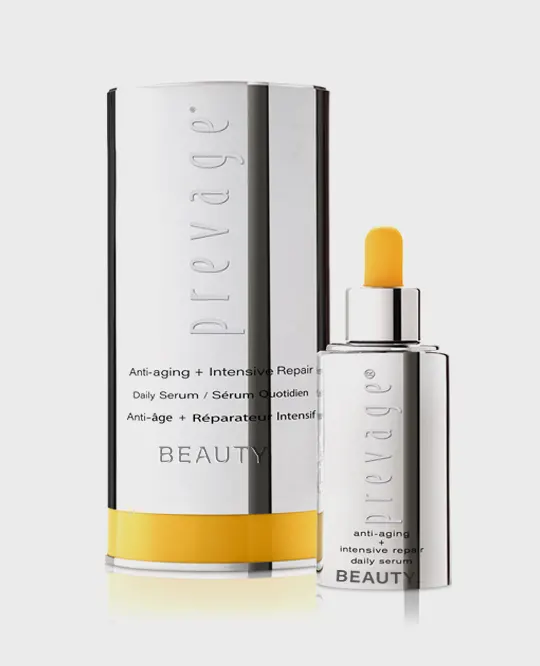 prevage®
Anti-aging + Intensive Repair
Daily Serum / Sérum Quotidien
Anti-âge + Réparateur Intensif
BEAUTY
prevage®
anti-aging
+
intensive repair
daily serum
BEAUTY.